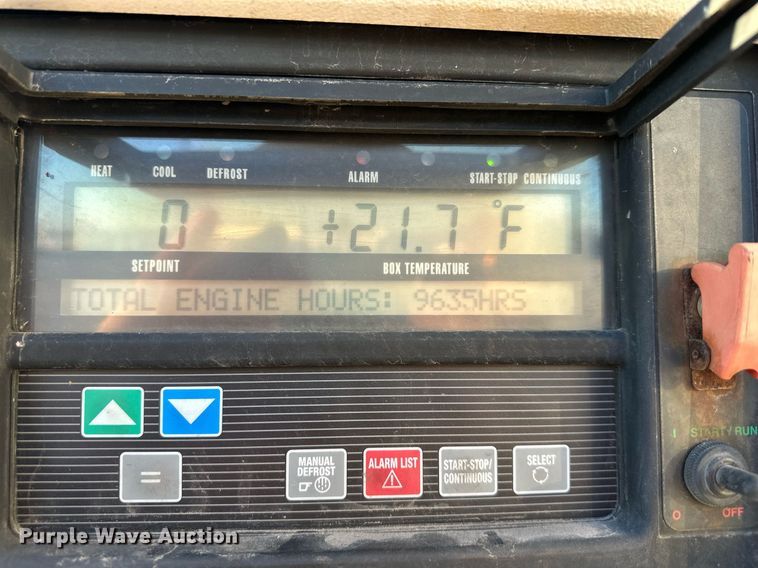 HEAT COOL DEFROST ALARM START-STOP CONTINUOUS
0 +21.7 °F
SETPOINT BOX TEMPERATURE
TOTAL ENGINE HOURS: 9635HRS
MANUAL
DEFROST
ALARM LIST
START-STOP/
CONTINUOUS
SELECT
=
I START/RUN
O OFF
Purple Wave Auction®